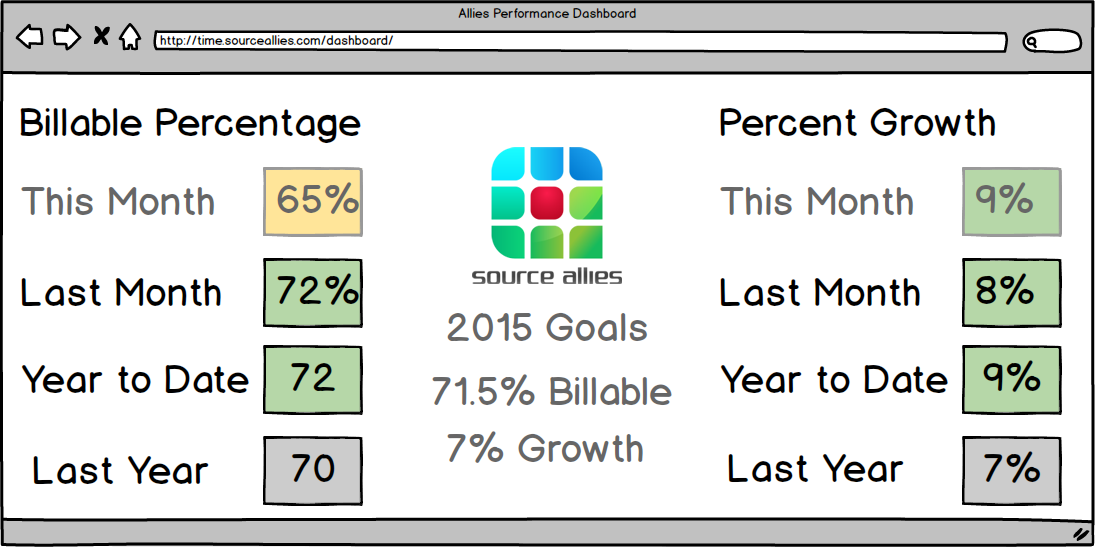 Allies Performance Dashboard
http://time.sourceallies.com/dashboard/
Billable Percentage
This Month 65%
Last Month 72%
Year to Date 72
Last Year 70
source allies
2015 Goals
71.5% Billable
7% Growth
Percent Growth
This Month 9%
Last Month 8%
Year to Date 9%
Last Year 7%